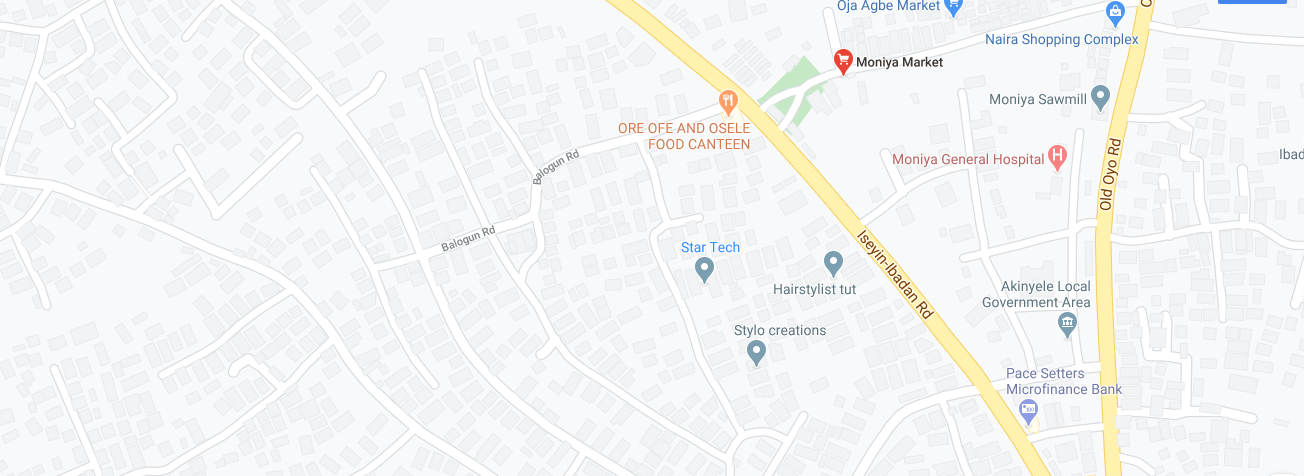 Oja Agbe Market
Naira Shopping Complex
Moniya Market
Moniya Sawmill
ORE OFE AND OSELE
FOOD CANTEEN
Old Oyo Rd
Ibad
Moniya General Hospital
Balogun Rd
Balogun Rd
Star Tech
Iseyin-Ibadan Rd
Hairstylist tut
Akinyele Local
Government Area
Stylo creations
Pace Setters
Microfinance Bank